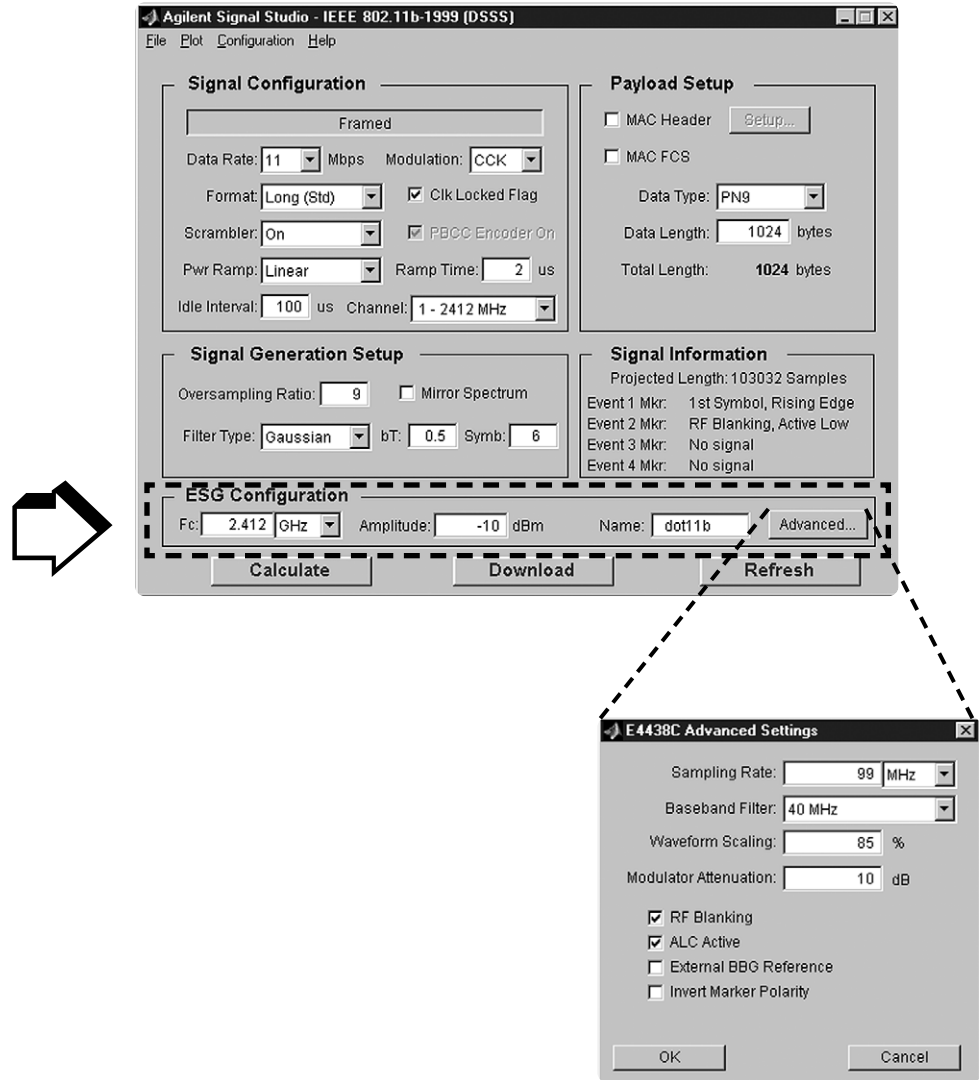 Agilent Signal Studio - IEEE 802.11b-1999 (DSSS)
File Plot Configuration Help
Signal Configuration
Framed
Data Rate: 11 Mbps Modulation: CCK
Format: Long (Std) Clk Locked Flag
Scrambler: On PBCC Encoder On
Pwr Ramp: Linear Ramp Time: 2 us
Idle Interval: 100 us Channel: 1 - 2412 MHz
Payload Setup
MAC Header Setup...
MAC FCS
Data Type: PN9
Data Length: 1024 bytes
Total Length: 1024 bytes
Signal Generation Setup
Oversampling Ratio: 9 Mirror Spectrum
Filter Type: Gaussian bT: 0.5 Symb: 6
Signal Information
Projected Length: 103032 Samples
Event 1 Mkr: 1st Symbol, Rising Edge
Event 2 Mkr: RF Blanking, Active Low
Event 3 Mkr: No signal
Event 4 Mkr: No signal
ESG Configuration
Fc: 2.412 GHz Amplitude: -10 dBm Name: dot11b Advanced...
Calculate Download Refresh
E4438C Advanced Settings
Sampling Rate: 99 MHz
Baseband Filter: 40 MHz
Waveform Scaling: 85 %
Modulator Attenuation: 10 dB
RF Blanking
ALC Active
External BBG Reference
Invert Marker Polarity
OK Cancel